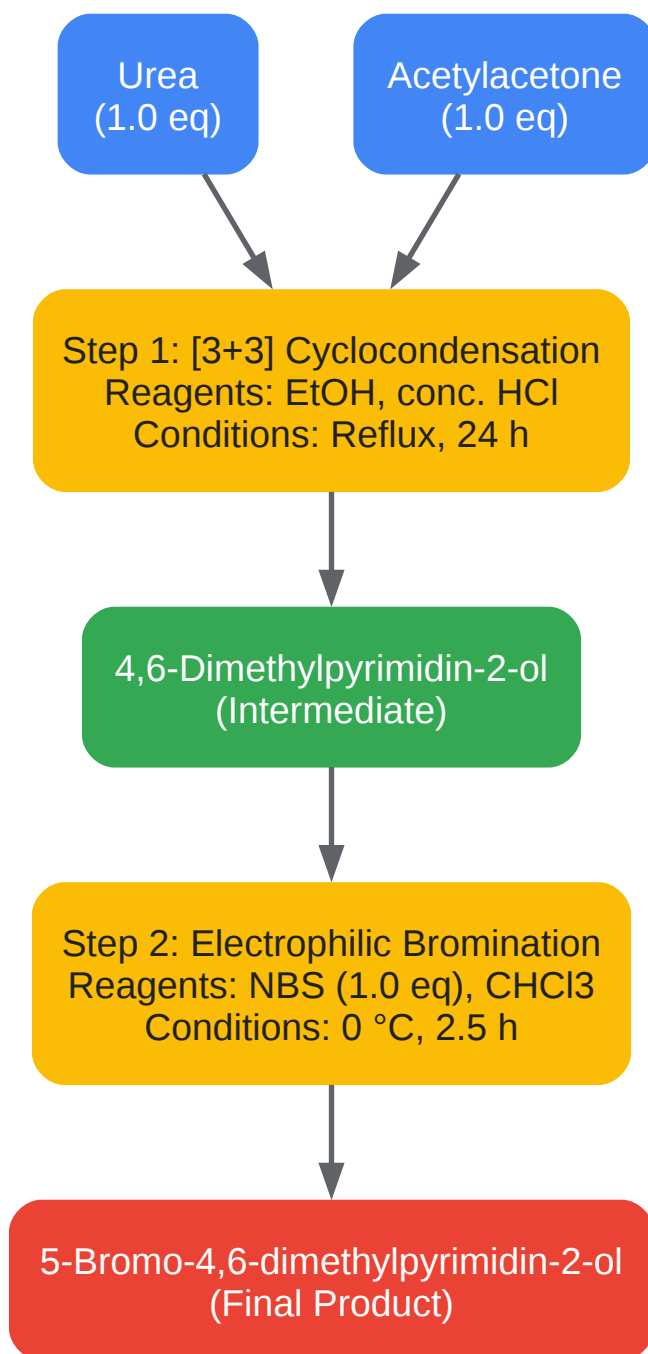 Urea
(1.0 eq)
Acetylacetone
(1.0 eq)
Step 1: [3+3] Cyclocondensation
Reagents: EtOH, conc. HCl
Conditions: Reflux, 24 h
4,6-Dimethylpyrimidin-2-ol
(Intermediate)
Step 2: Electrophilic Bromination
Reagents: NBS (1.0 eq), CHCl3
Conditions: 0 °C, 2.5 h
5-Bromo-4,6-dimethylpyrimidin-2-ol
(Final Product)